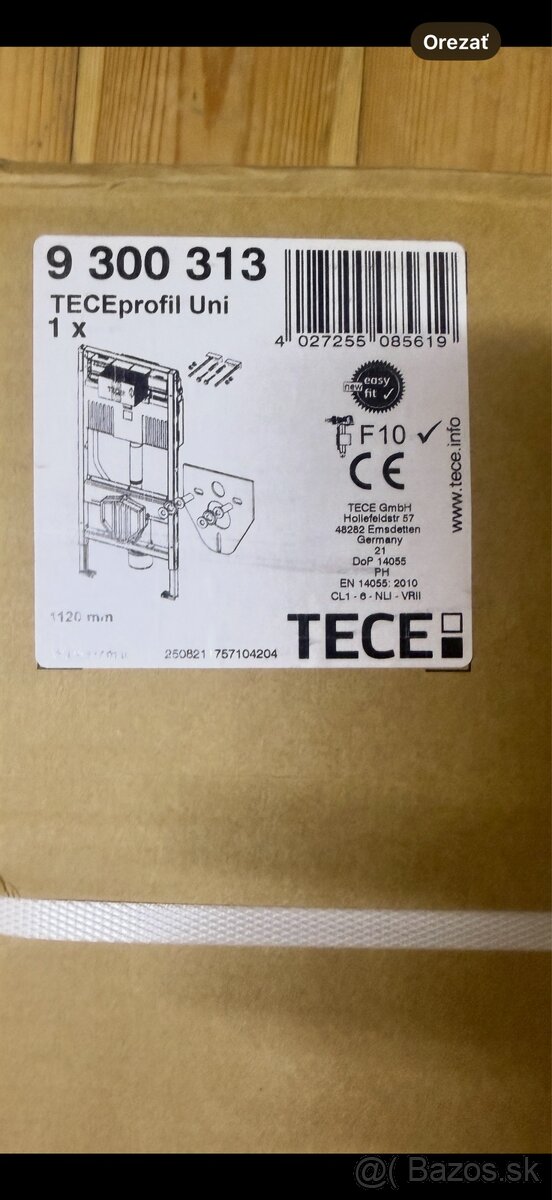 Orezať
9 300 313
TECEprofil Uni
1 x
4 027255 085619
new easy fit
F10
CE
www.tece.info
TECE GmbH
Hollefeldstr 57
48282 Emsdetten
Germany
21
DoP 14055
PH
EN 14055: 2010
CL1 - 6 - NLI - VRII
1120 mm
250821 757104204
TECE
@( Bazos.sk